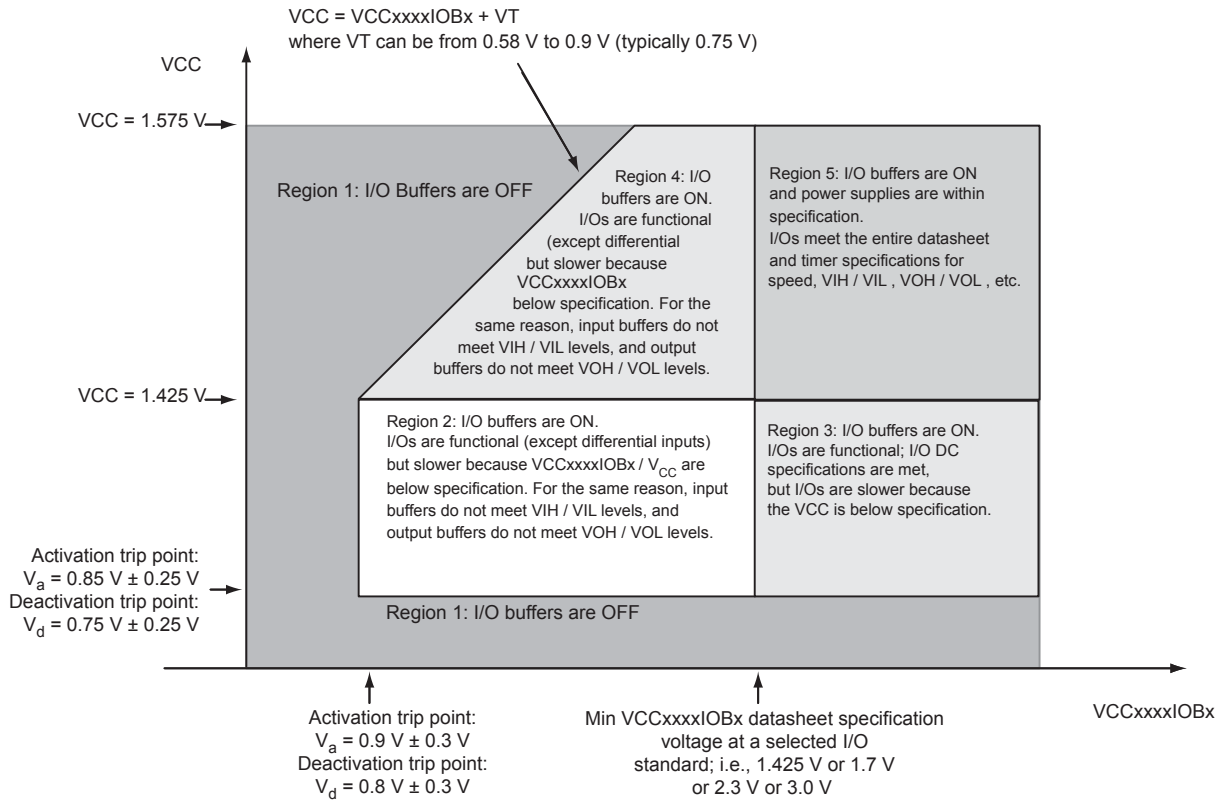 VCC = VCCxxxxIOBx + VT
where VT can be from 0.58 V to 0.9 V (typically 0.75 V)
VCC
VCC = 1.575 V
Region 1: I/O Buffers are OFF
Region 4: I/O
buffers are ON.
I/Os are functional
(except differential
but slower because
VCCxxxxIOBx
below specification. For the
same reason, input buffers do not
meet VIH / VIL levels, and output
buffers do not meet VOH / VOL levels.
Region 5: I/O buffers are ON
and power supplies are within
specification.
I/Os meet the entire datasheet
and timer specifications for
speed, VIH / VIL , VOH / VOL , etc.
VCC = 1.425 V
Region 2: I/O buffers are ON.
I/Os are functional (except differential inputs)
but slower because VCCxxxxIOBx / VCC are
below specification. For the same reason, input
buffers do not meet VIH / VIL levels, and
output buffers do not meet VOH / VOL levels.
Region 3: I/O buffers are ON.
I/Os are functional; I/O DC
specifications are met,
but I/Os are slower because
the VCC is below specification.
Activation trip point:
Va = 0.85 V ± 0.25 V
Deactivation trip point:
Vd = 0.75 V ± 0.25 V
Region 1: I/O buffers are OFF
VCCxxxxIOBx
Activation trip point:
Va = 0.9 V ± 0.3 V
Deactivation trip point:
Vd = 0.8 V ± 0.3 V
Min VCCxxxxIOBx datasheet specification
voltage at a selected I/O
standard; i.e., 1.425 V or 1.7 V
or 2.3 V or 3.0 V